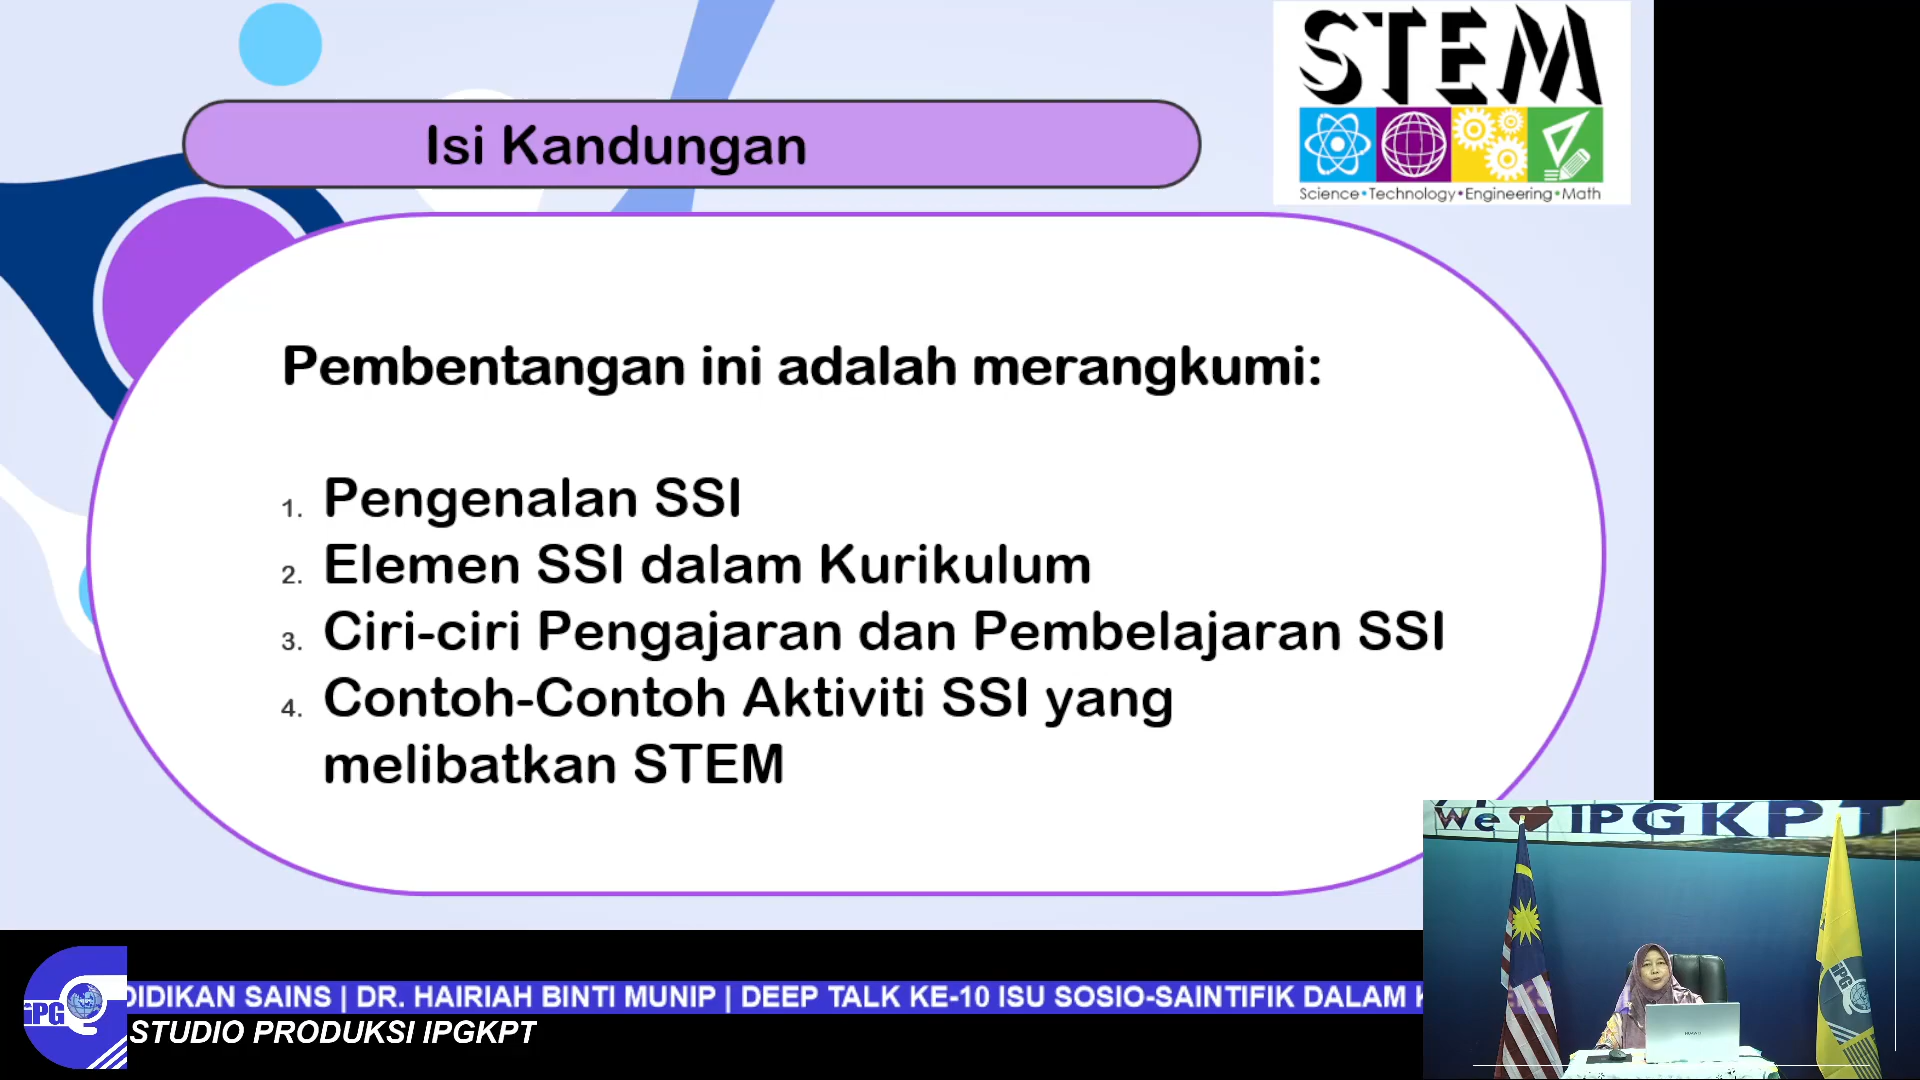 STEM
Science•Technology•Engineering•Math
Isi Kandungan
Pembentangan ini adalah merangkumi:
1. Pengenalan SSI
2. Elemen SSI dalam Kurikulum
3. Ciri-ciri Pengajaran dan Pembelajaran SSI
4. Contoh-Contoh Aktiviti SSI yang
melibatkan STEM
We IPGKPT
iPG
HUAWEI
iPG
DIDIKAN SAINS | DR. HAIRIAH BINTI MUNIP | DEEP TALK KE-10 ISU SOSIO-SAINTIFIK DALAM
STUDIO PRODUKSI IPGKPT